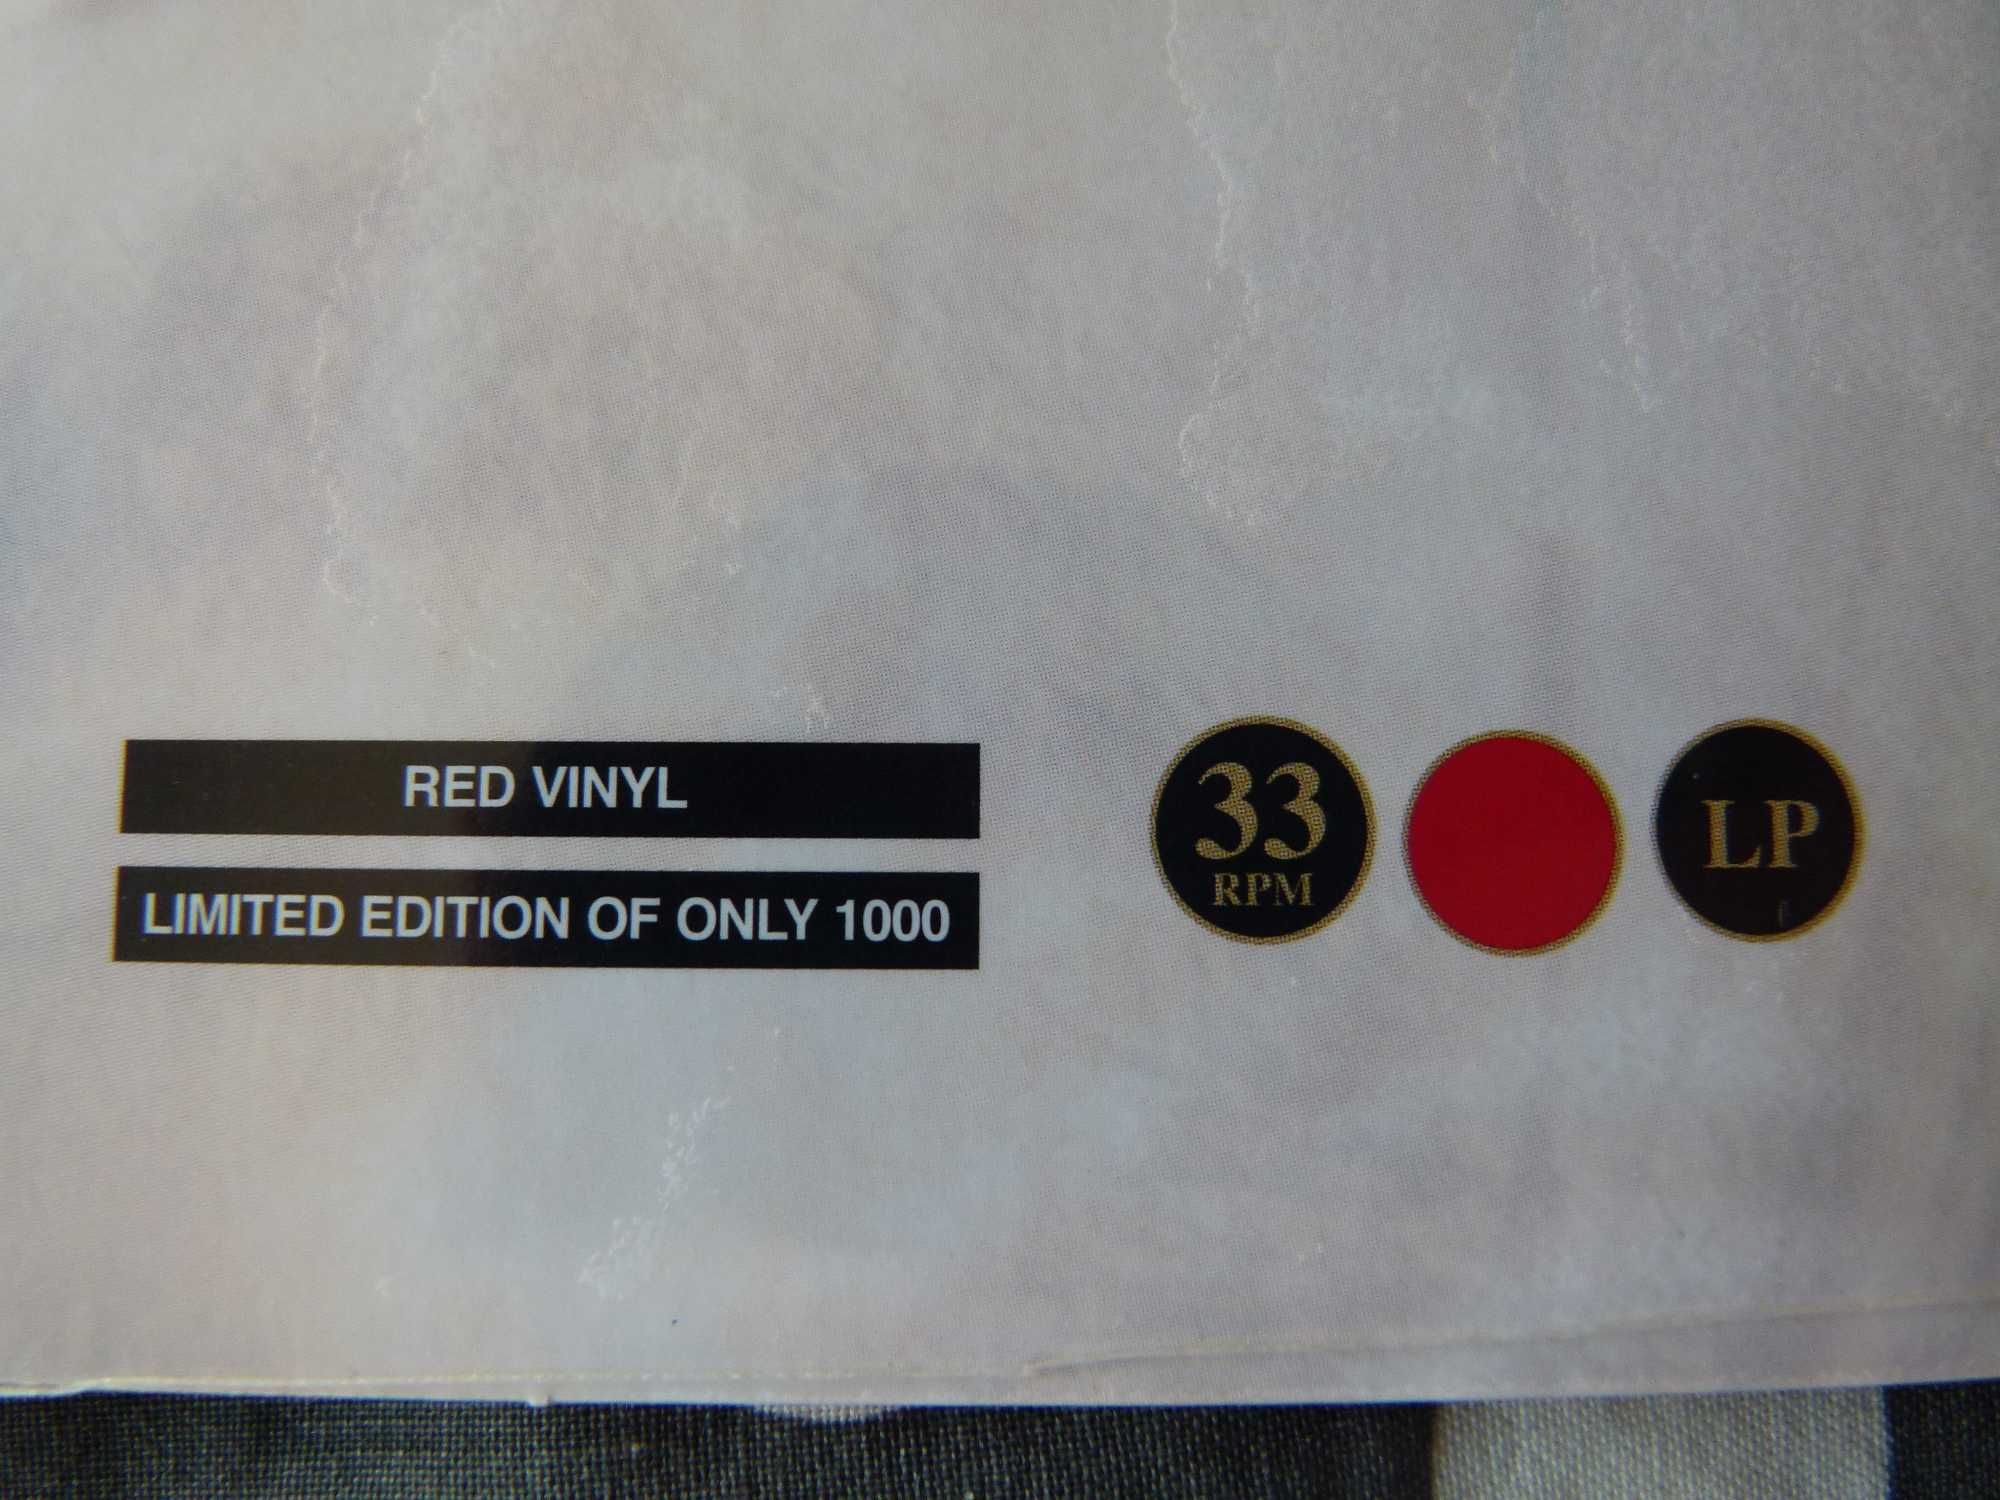 RED VINYL
LIMITED EDITION OF ONLY 1000
33
RPM
LP